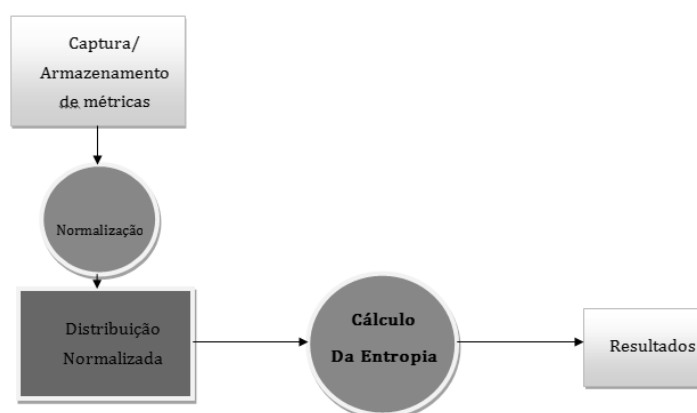 Captura/
Armazenamento
de métricas
Normalização
Distribuição
Normalizada
Cálculo
Da Entropia
Resultados